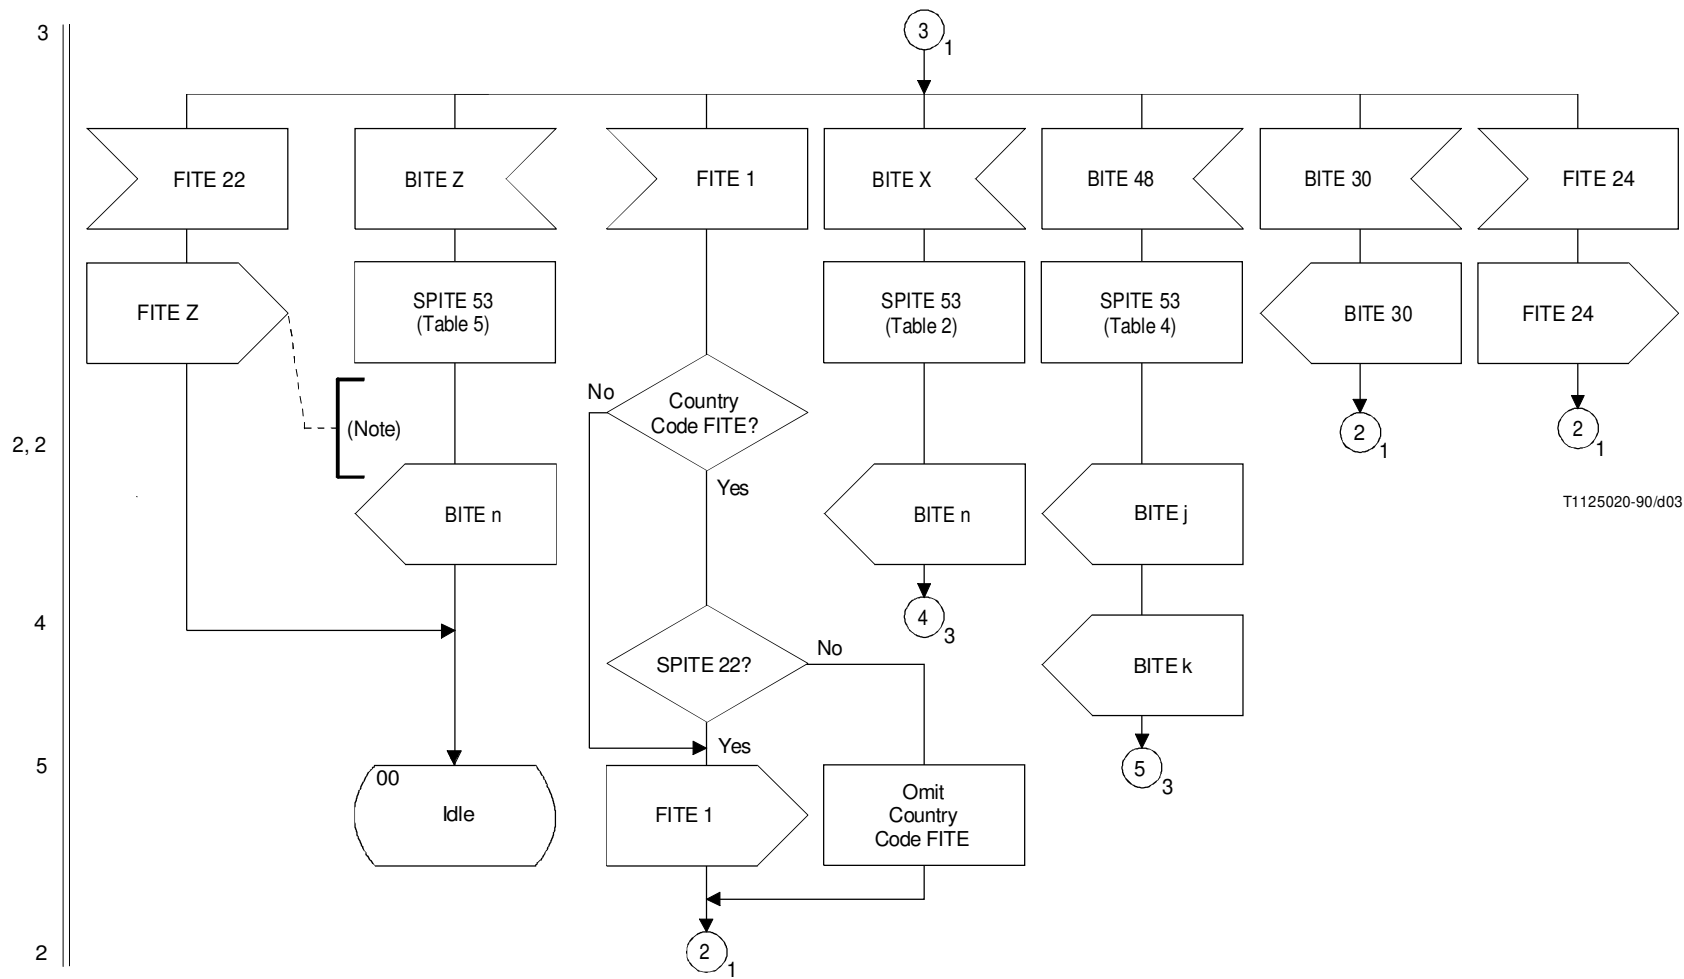 3
3
1
FITE 22
BITE Z
FITE 1
BITE X
BITE 48
BITE 30
FITE 24
FITE Z
SPITE 53
(Table 5)
SPITE 53
(Table 2)
SPITE 53
(Table 4)
BITE 30
FITE 24
No
Country
Code FITE?
(Note)
2, 2
2
1
2
1
Yes
T1125020-90/d03
BITE n
BITE n
BITE j
4
4
3
SPITE 22?
No
BITE k
Yes
5
00
Idle
FITE 1
Omit
Country
Code FITE
5
3
2
2
1